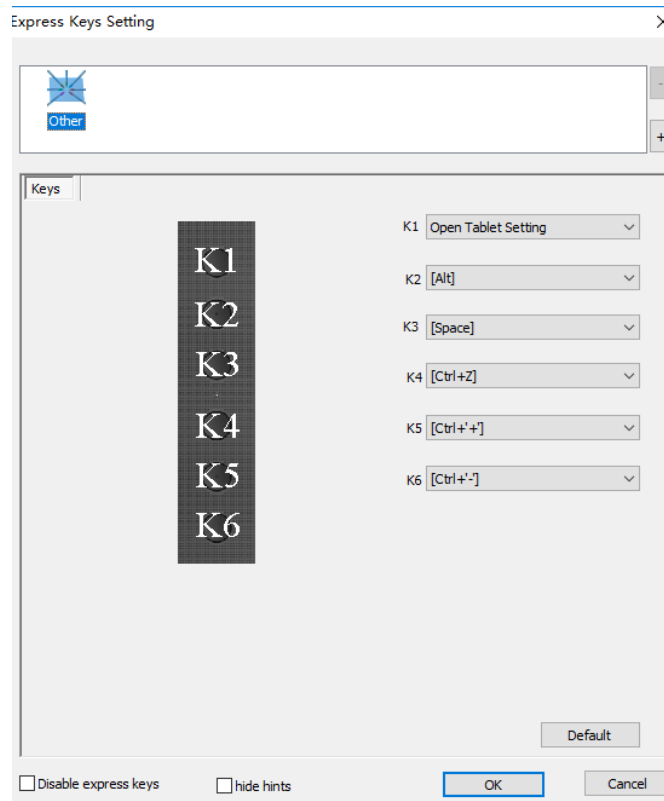 Express Keys Setting
Other
-
+
Keys
K1
K2
K3
K4
K5
K6
K1 Open Tablet Setting
K2 [Alt]
K3 [Space]
K4 [Ctrl+Z]
K5 [Ctrl+'+']
K6 [Ctrl+'-']
Default
Disable express keys
hide hints
OK
Cancel